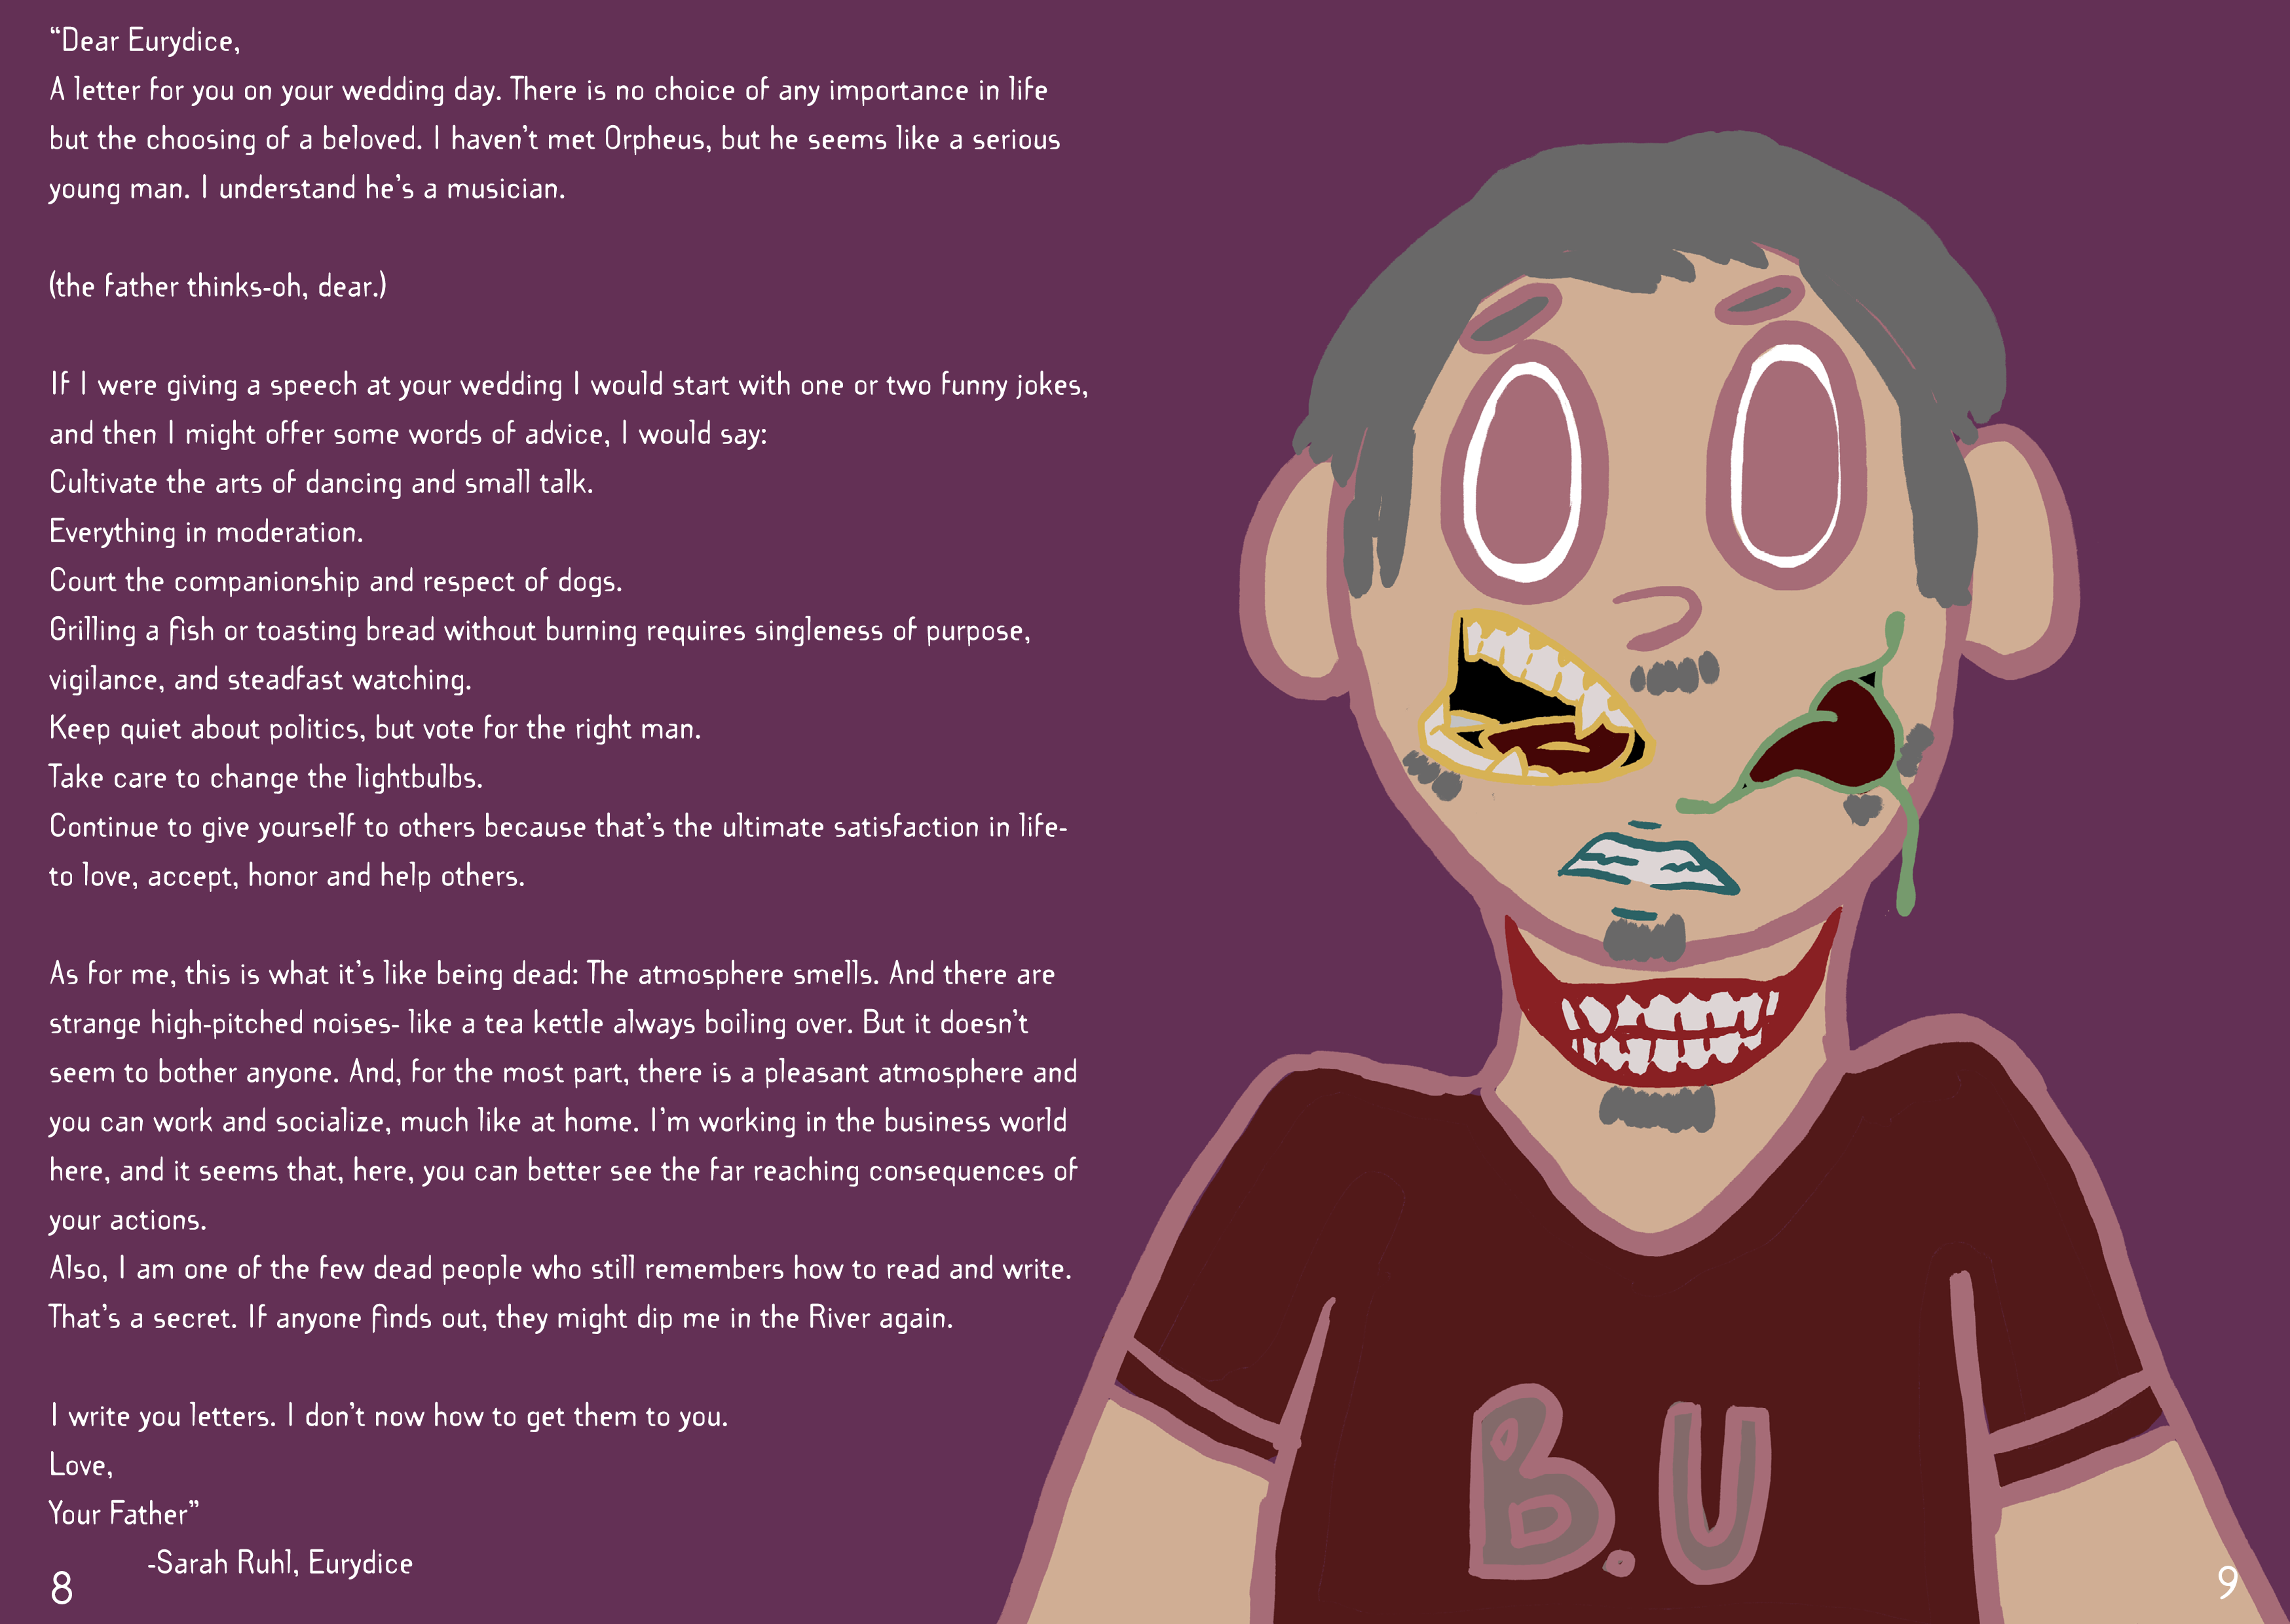 “Dear Eurydice,
A letter for you on your wedding day. There is no choice of any importance in life
but the choosing of a beloved. I haven’t met Orpheus, but he seems like a serious
young man. I understand he’s a musician.
(the father thinks-oh, dear.)
If I were giving a speech at your wedding I would start with one or two funny jokes,
and then I might offer some words of advice, I would say:
Cultivate the arts of dancing and small talk.
Everything in moderation.
Court the companionship and respect of dogs.
Grilling a fish or toasting bread without burning requires singleness of purpose,
vigilance, and steadfast watching.
Keep quiet about politics, but vote for the right man.
Take care to change the lightbulbs.
Continue to give yourself to others because that’s the ultimate satisfaction in life-
to love, accept, honor and help others.
As for me, this is what it’s like being dead: The atmosphere smells. And there are
strange high-pitched noises- like a tea kettle always boiling over. But it doesn’t
seem to bother anyone. And, for the most part, there is a pleasant atmosphere and
you can work and socialize, much like at home. I’m working in the business world
here, and it seems that, here, you can better see the far reaching consequences of
your actions.
Also, I am one of the few dead people who still remembers how to read and write.
That’s a secret. If anyone finds out, they might dip me in the River again.
I write you letters. I don’t now how to get them to you.
Love,
Your Father”
-Sarah Ruhl, Eurydice
8
B.U
9